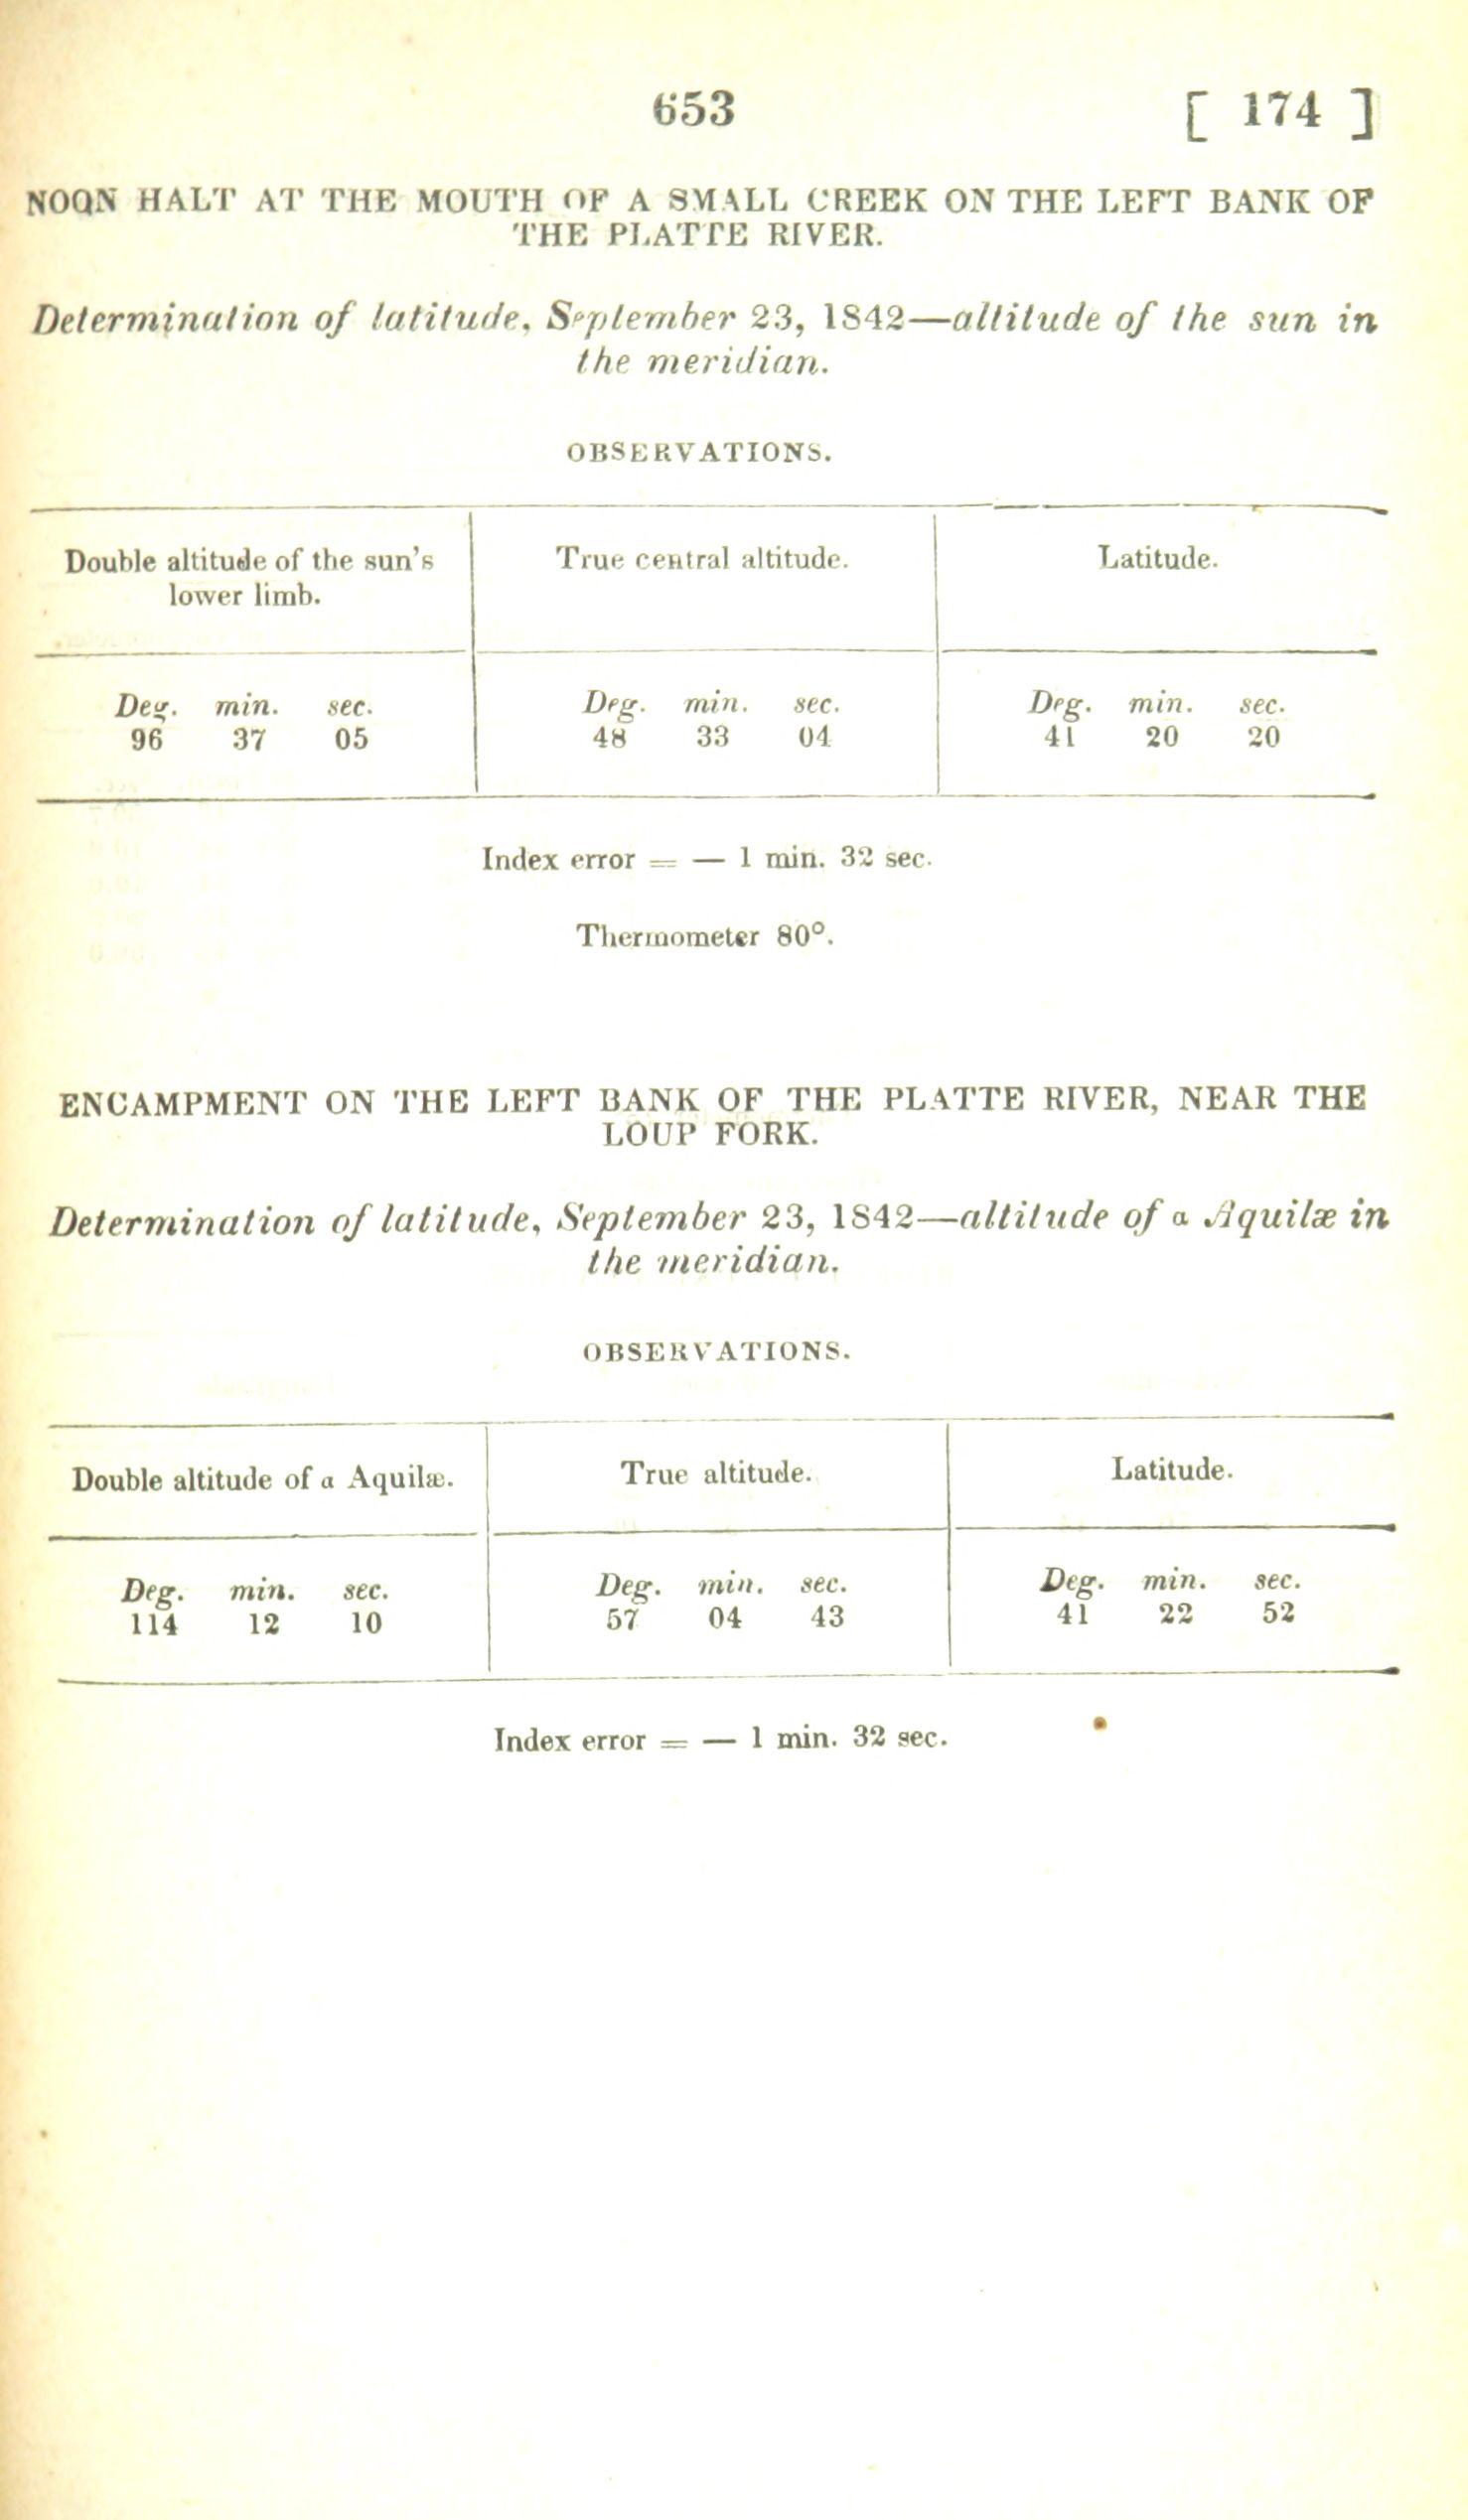 653 [ 174 ]
NOON HALT AT THE MOUTH OF A SMALL CREEK ON THE LEFT BANK OF
THE PLATTE RIVER.
Determination of latitude, September 23, 1842—altitude of the sun in
the meridian.
OBSERVATIONS.
Double altitude of the sun's True central altitude. Latitude.
lower limb.
Deg. min. sec. Deg. min. sec. Deg. min. sec.
96 37 05 48 33 04 41 20 20
Index error = — 1 min. 32 sec.
Thermometer 80°.
ENCAMPMENT ON THE LEFT BANK OF THE PLATTE RIVER, NEAR THE
LOUP FORK.
Determination of latitude, September 23, 1842—altitude of α Aquilæ in
the meridian.
OBSERVATIONS.
Double altitude of α Aquilæ. True altitude. Latitude.
Deg. min. sec. Deg. min. sec. Deg. min. sec.
114 12 10 57 04 43 41 22 52
Index error = — 1 min. 32 sec.